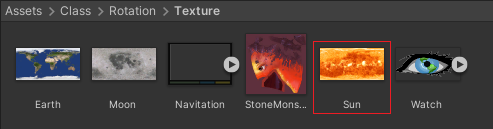 Assets > Class > Rotation > Texture
Earth Moon Navitation StoneMons... Sun Watch